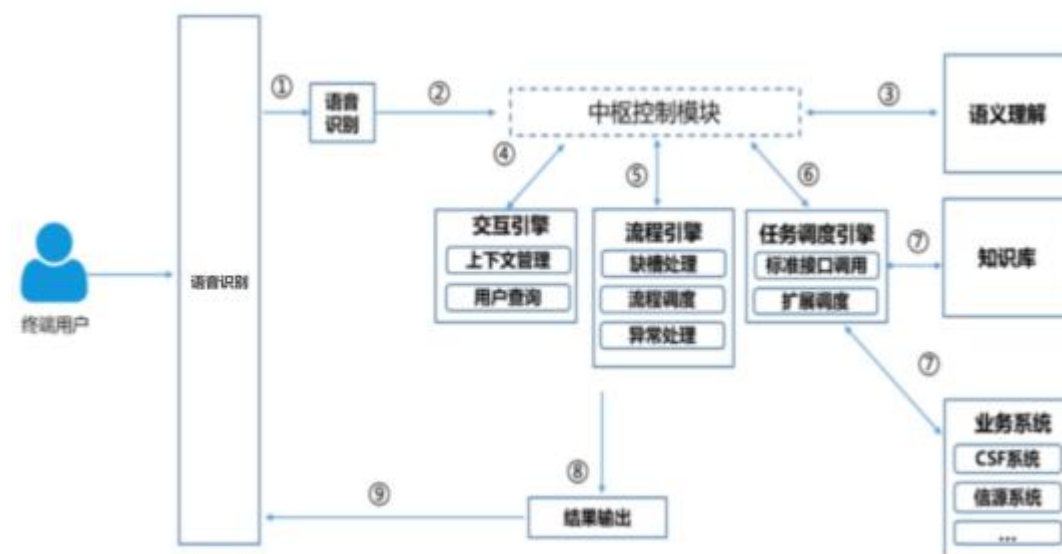 ①
语音
识别
②
中枢控制模块
③
语义理解
④
⑤
⑥
交互引擎
上下文管理
用户查询
流程引擎
缺槽处理
流程调度
异常处理
任务调度引擎
标准接口调用
扩展调度
⑦
知识库
终端用户
语音识别
⑦
业务系统
CSF系统
信源系统
...
⑧
结果输出
⑨